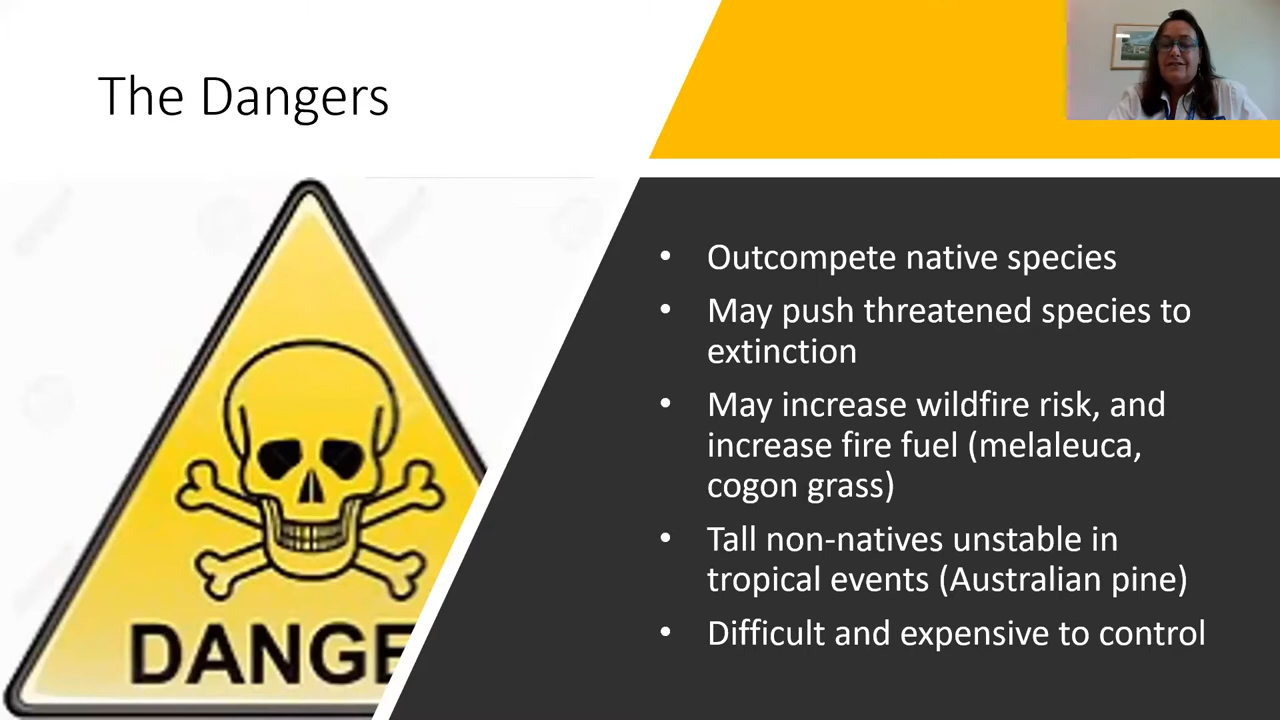 The Dangers
DANGE
• Outcompete native species
• May push threatened species to
extinction
• May increase wildfire risk, and
increase fire fuel (melaleuca,
cogon grass)
• Tall non-natives unstable in
tropical events (Australian pine)
• Difficult and expensive to control